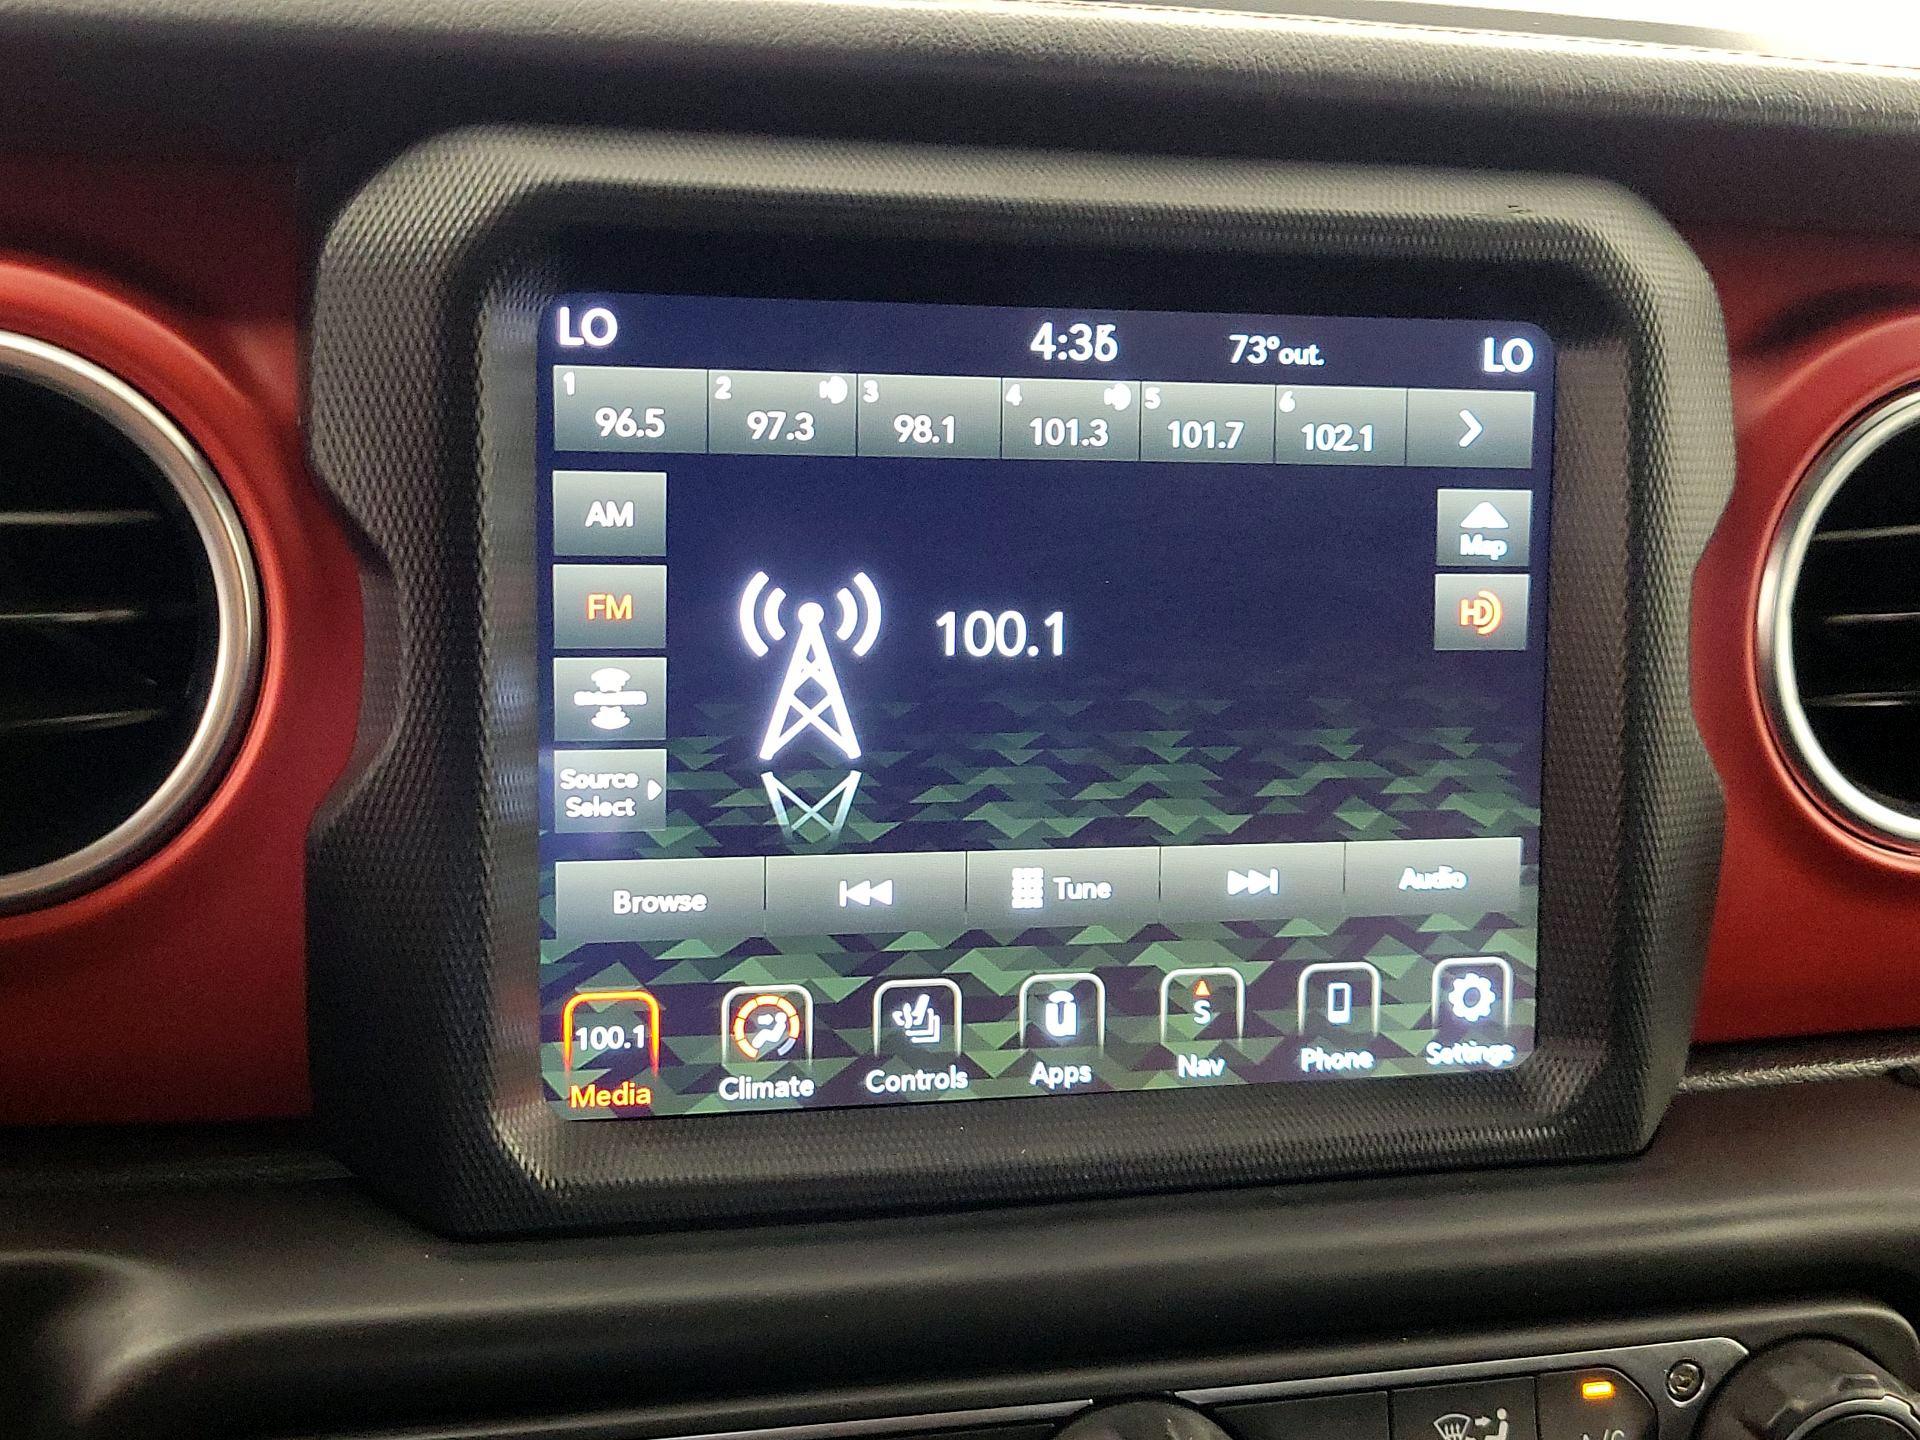 LO 4:36 73°out. LO
1 2 3 4 5 6
96.5 97.3 98.1 101.3 101.7 102.1
AM
Map
FM
HD
100.1
Source
Select
Browse Tune Audio
100.1 u S
Media Climate Controls Apps Nav Phone Settings
A/C